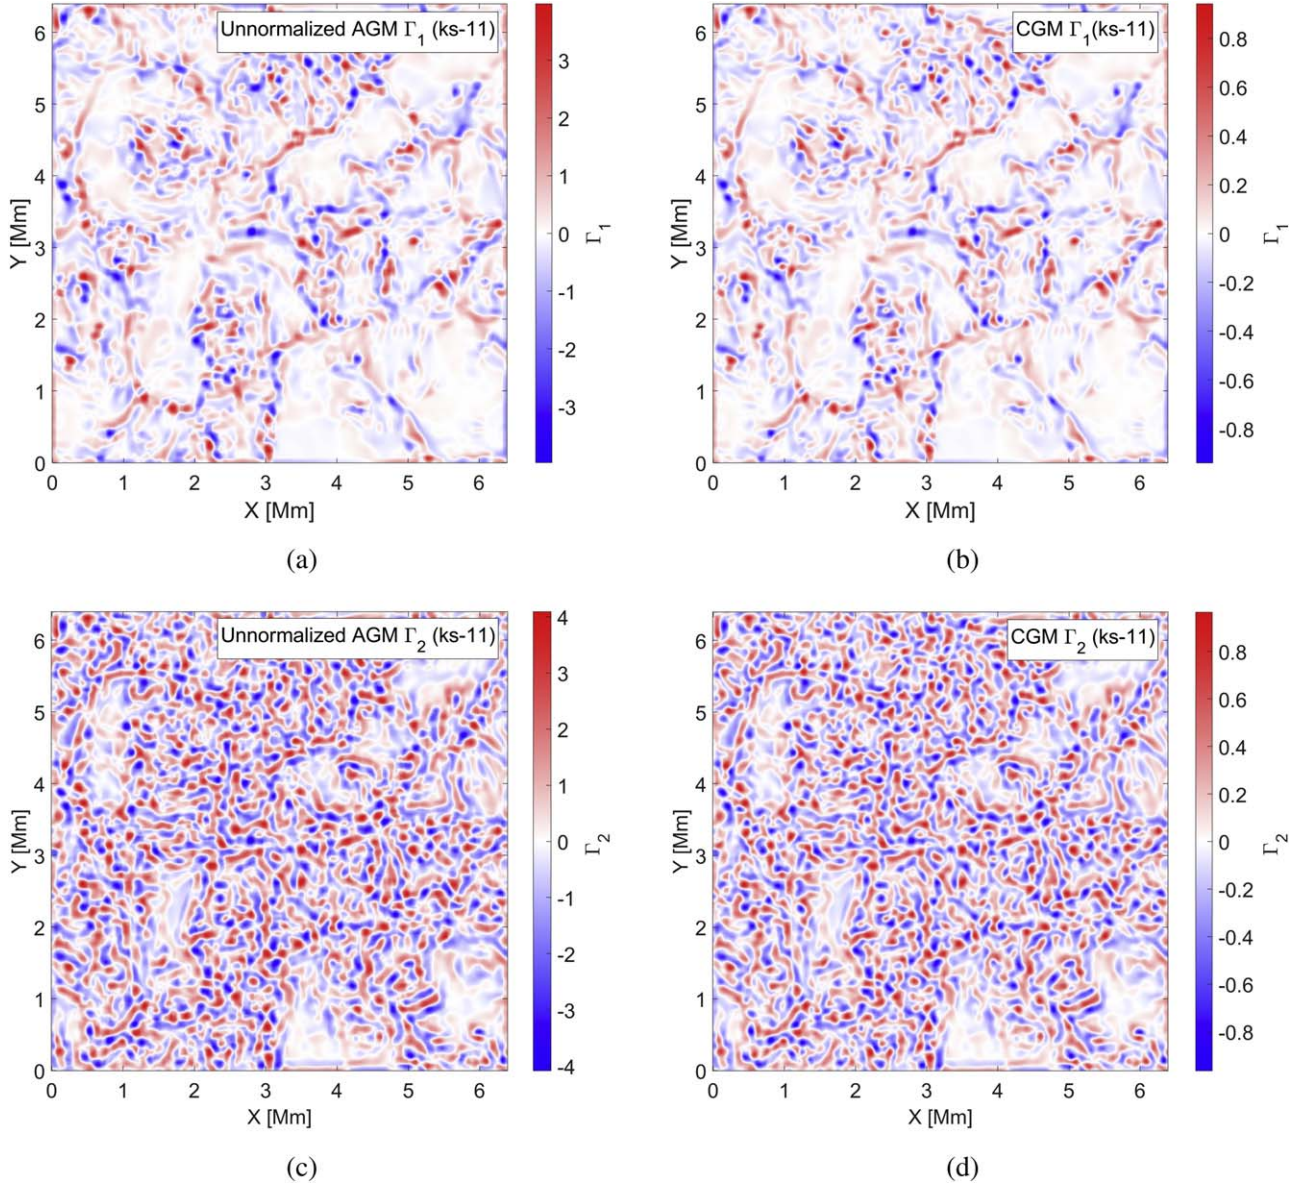 Unnormalized AGM Γ1 (ks-11)
6
5
4
3
2
1
0
Y [Mm]
0 1 2 3 4 5 6
X [Mm]
3
2
1
0
-1
-2
-3
Γ1
(a)
CGM Γ1(ks-11)
6
5
4
3
2
1
0
Y [Mm]
0 1 2 3 4 5 6
X [Mm]
0.8
0.6
0.4
0.2
0
-0.2
-0.4
-0.6
-0.8
Γ1
(b)
Unnormalized AGM Γ2 (ks-11)
6
5
4
3
2
1
0
Y [Mm]
0 1 2 3 4 5 6
X [Mm]
4
3
2
1
0
-1
-2
-3
-4
Γ2
(c)
CGM Γ2 (ks-11)
6
5
4
3
2
1
0
Y [Mm]
0 1 2 3 4 5 6
X [Mm]
0.8
0.6
0.4
0.2
0
-0.2
-0.4
-0.6
-0.8
Γ2
(d)